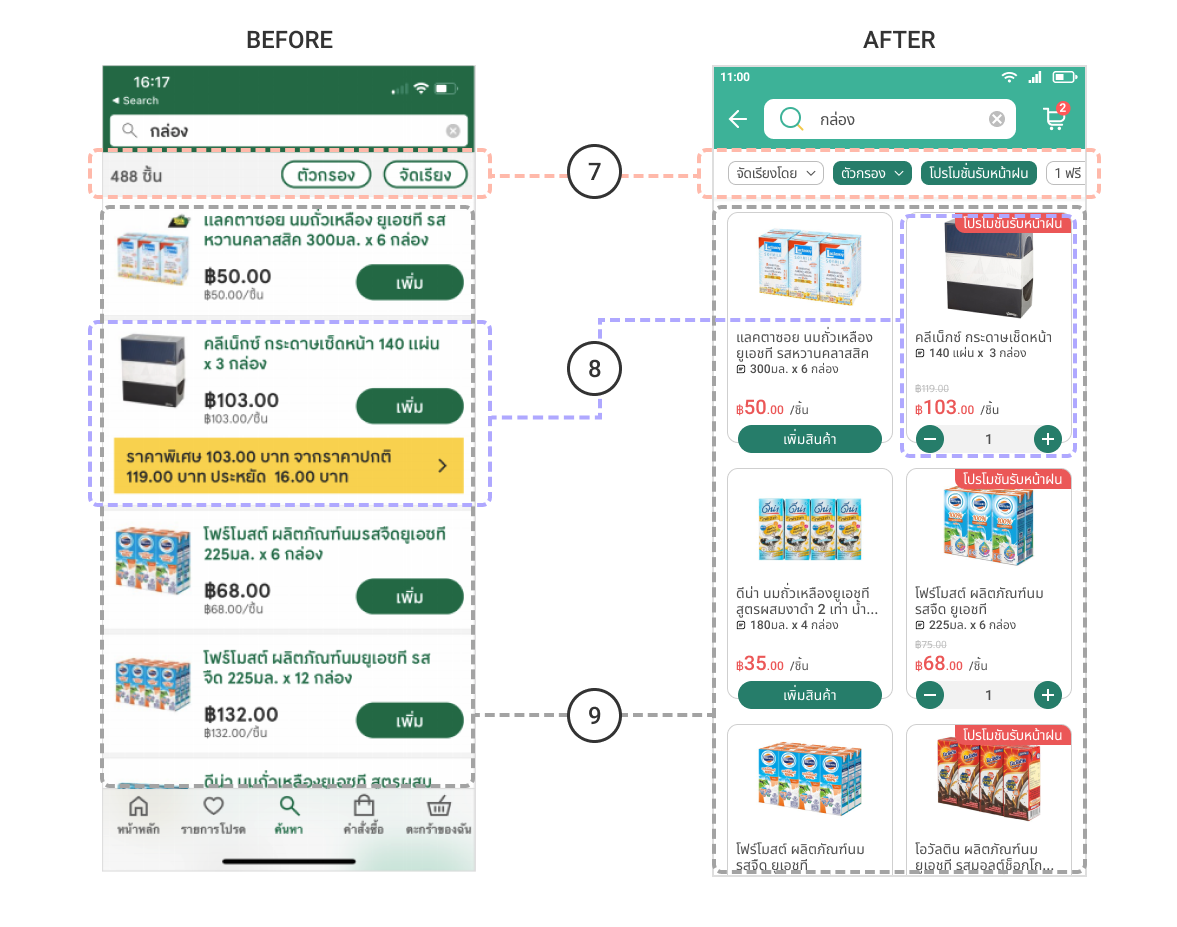 BEFORE
16:17
◄ Search
กล่อง
488 ชิ้น
ตัวกรอง
จัดเรียง
แลคตาซอย นมถั่วเหลือง ยูเอชที รส
หวานคลาสสิค 300มล. x 6 กล่อง
฿50.00
฿50.00/ชิ้น
เพิ่ม
คลีเน็กซ์ กระดาษเช็ดหน้า 140 แผ่น
x 3 กล่อง
฿103.00
฿103.00/ชิ้น
เพิ่ม
ราคาพิเศษ 103.00 บาท จากราคาปกติ
119.00 บาท ประหยัด 16.00 บาท
โฟร์โมสต์ ผลิตภัณฑ์นมรสจืดยูเอชที
225มล. x 6 กล่อง
฿68.00
฿68.00/ชิ้น
เพิ่ม
โฟร์โมสต์ ผลิตภัณฑ์นมยูเอชที รส
จืด 225มล. x 12 กล่อง
฿132.00
฿132.00/ชิ้น
เพิ่ม
ดีน่า นมถั่วเหลืองยูเอชที สูตรผสม
หน้าหลัก
รายการโปรด
ค้นหา
คำสั่งซื้อ
ตะกร้าของฉัน
7
8
9
AFTER
11:00
กล่อง
2
จัดเรียงโดย
ตัวกรอง
โปรโมชั่นรับหน้าฝน
1 ฟรี
แลคตาซอย นมถั่วเหลือง
ยูเอชที รสหวานคลาสสิค
300มล. x 6 กล่อง
฿50.00 /ชิ้น
เพิ่มสินค้า
โปรโมชันรับหน้าฝน
คลีเน็กซ์ กระดาษเช็ดหน้า
140 แผ่น x 3 กล่อง
฿119.00
฿103.00 /ชิ้น
1
ดีน่า นมถั่วเหลืองยูเอชที
สูตรผสมงาดำ 2 เท่า น้ำ...
180มล. x 4 กล่อง
฿35.00 /ชิ้น
เพิ่มสินค้า
โปรโมชันรับหน้าฝน
โฟร์โมสต์ ผลิตภัณฑ์นม
รสจืด ยูเอชที
225มล. x 6 กล่อง
฿75.00
฿68.00 /ชิ้น
1
โฟร์โมสต์ ผลิตภัณฑ์นม
รสจืด ยูเอชที
โปรโมชันรับหน้าฝน
โอวัลติน ผลิตภัณฑ์นม
ยูเอชที รสมอลต์ช็อกโก...